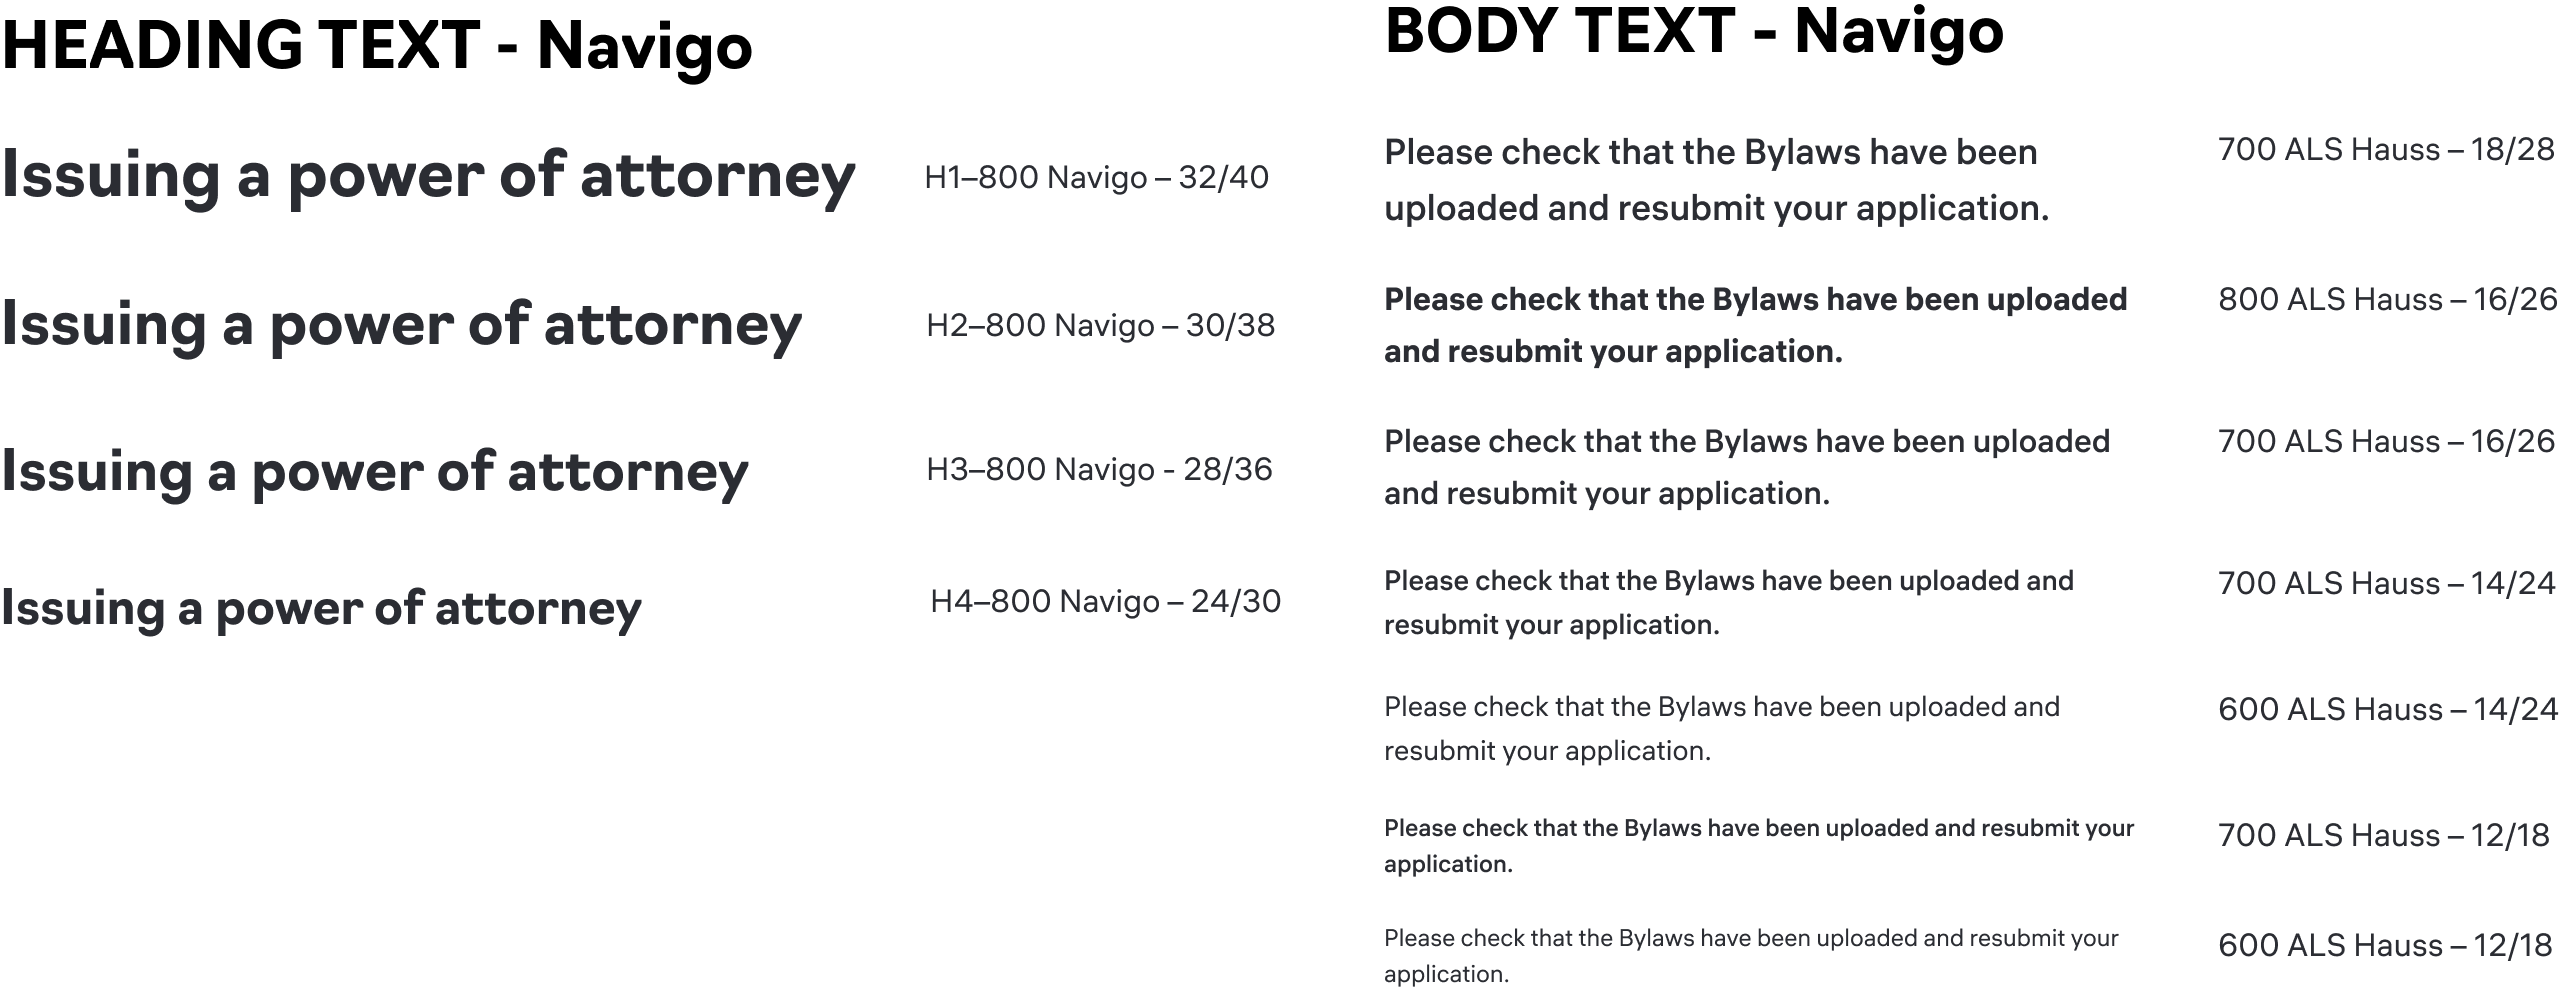 HEADING TEXT - Navigo
Issuing a power of attorney
H1–800 Navigo – 32/40
Issuing a power of attorney
H2–800 Navigo – 30/38
Issuing a power of attorney
H3–800 Navigo - 28/36
Issuing a power of attorney
H4–800 Navigo – 24/30
BODY TEXT - Navigo
Please check that the Bylaws have been
uploaded and resubmit your application.
700 ALS Hauss – 18/28
Please check that the Bylaws have been uploaded
and resubmit your application.
800 ALS Hauss – 16/26
Please check that the Bylaws have been uploaded
and resubmit your application.
700 ALS Hauss – 16/26
Please check that the Bylaws have been uploaded and
resubmit your application.
700 ALS Hauss – 14/24
Please check that the Bylaws have been uploaded and
resubmit your application.
600 ALS Hauss – 14/24
Please check that the Bylaws have been uploaded and resubmit your
application.
700 ALS Hauss – 12/18
Please check that the Bylaws have been uploaded and resubmit your
application.
600 ALS Hauss – 12/18